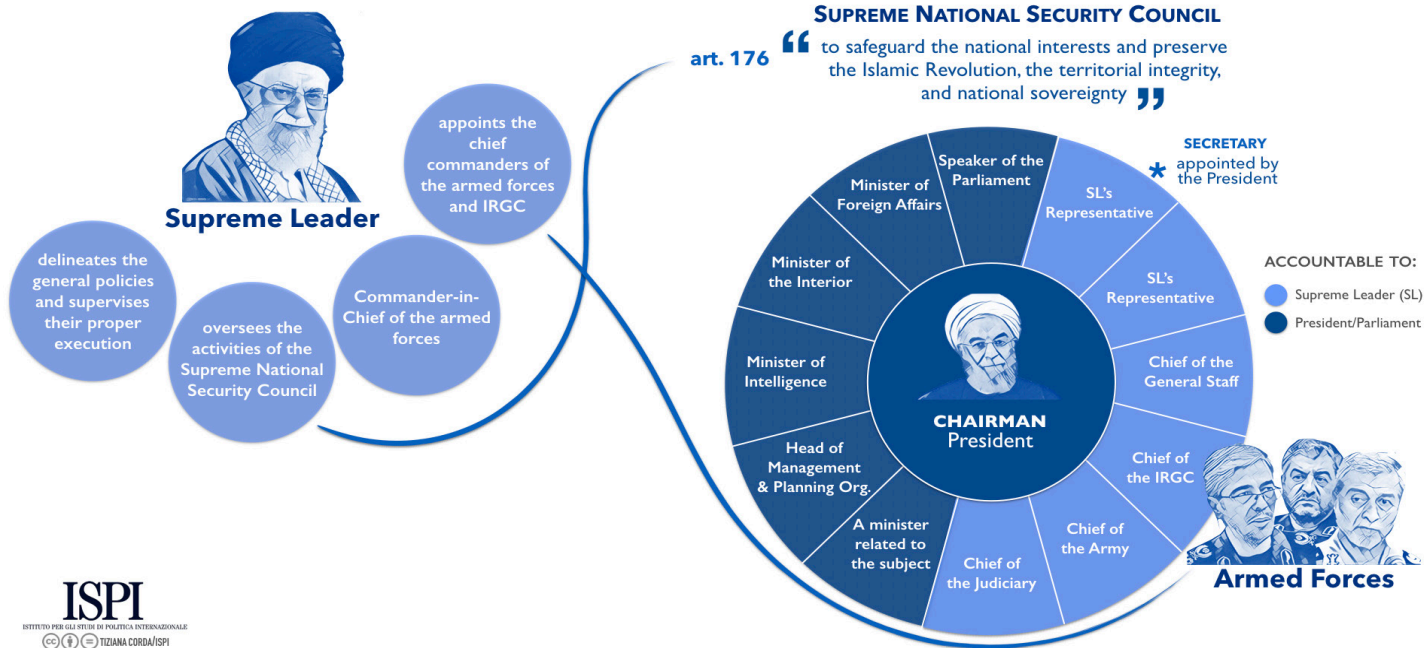 Supreme Leader
delineates the
general policies
and supervises
their proper
execution
oversees the
activities of the
Supreme National
Security Council
Commander-in-
Chief of the armed
forces
appoints the
chief
commanders of
the armed forces
and IRGC
SUPREME NATIONAL SECURITY COUNCIL
art. 176
“ to safeguard the national interests and preserve
the Islamic Revolution, the territorial integrity,
and national sovereignty ”
SECRETARY
* appointed by
the President
Speaker of the
Parliament
SL's
Representative
SL's
Representative
Chief of the
General Staff
Chief of
the IRGC
Chief of
the Army
Chief of
the Judiciary
A minister
related to
the subject
Head of
Management
& Planning Org.
Minister of
Intelligence
Minister of
the Interior
Minister of
Foreign Affairs
CHAIRMAN
President
ACCOUNTABLE TO:
Supreme Leader (SL)
President/Parliament
Armed Forces
ISPI
ISTITUTO PER GLI STUDI DI POLITICA INTERNAZIONALE
cc TIZIANA CORDA/ISPI